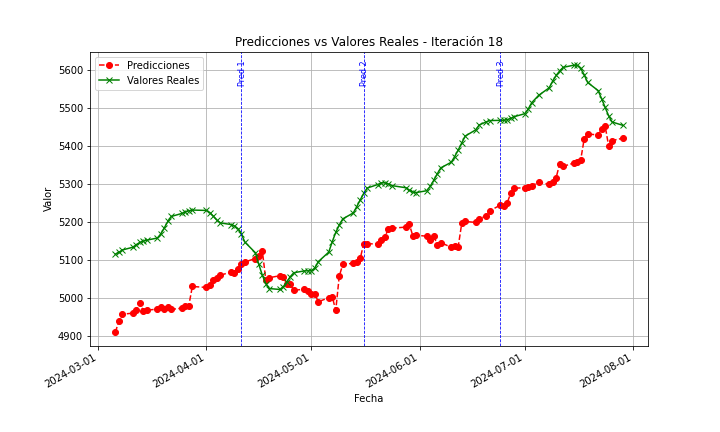 Predicciones vs Valores Reales - Iteración 18
Predicciones
Valores Reales
Pred 1
Pred 2
Pred 3
Valor
5600
5500
5400
5300
5200
5100
5000
4900
2024-03-01
2024-04-01
2024-05-01
2024-06-01
2024-07-01
2024-08-01
Fecha